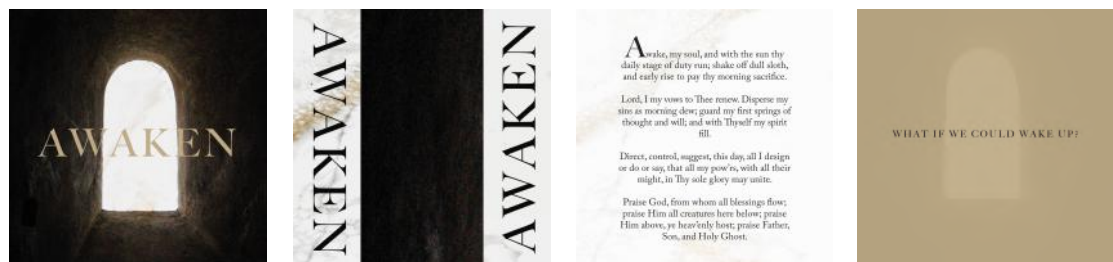 AWAKEN
AWAKEN
AWAKEN
Awake, my soul, and with the sun thy
daily stage of duty run; shake off dull sloth,
and early rise to pay thy morning sacrifice.
Lord, I my vows to Thee renew. Disperse my
sins as morning dew; guard my first springs of
thought and will; and with Thyself my spirit
fill.
Direct, control, suggest, this day, all I design
or do or say, that all my pow'rs, with all their
might, in Thy sole glory may unite.
Praise God, from whom all blessings flow;
praise Him all creatures here below; praise
Him above, ye heav'enly host; praise Father,
Son, and Holy Ghost.
WHAT IF WE COULD WAKE UP?